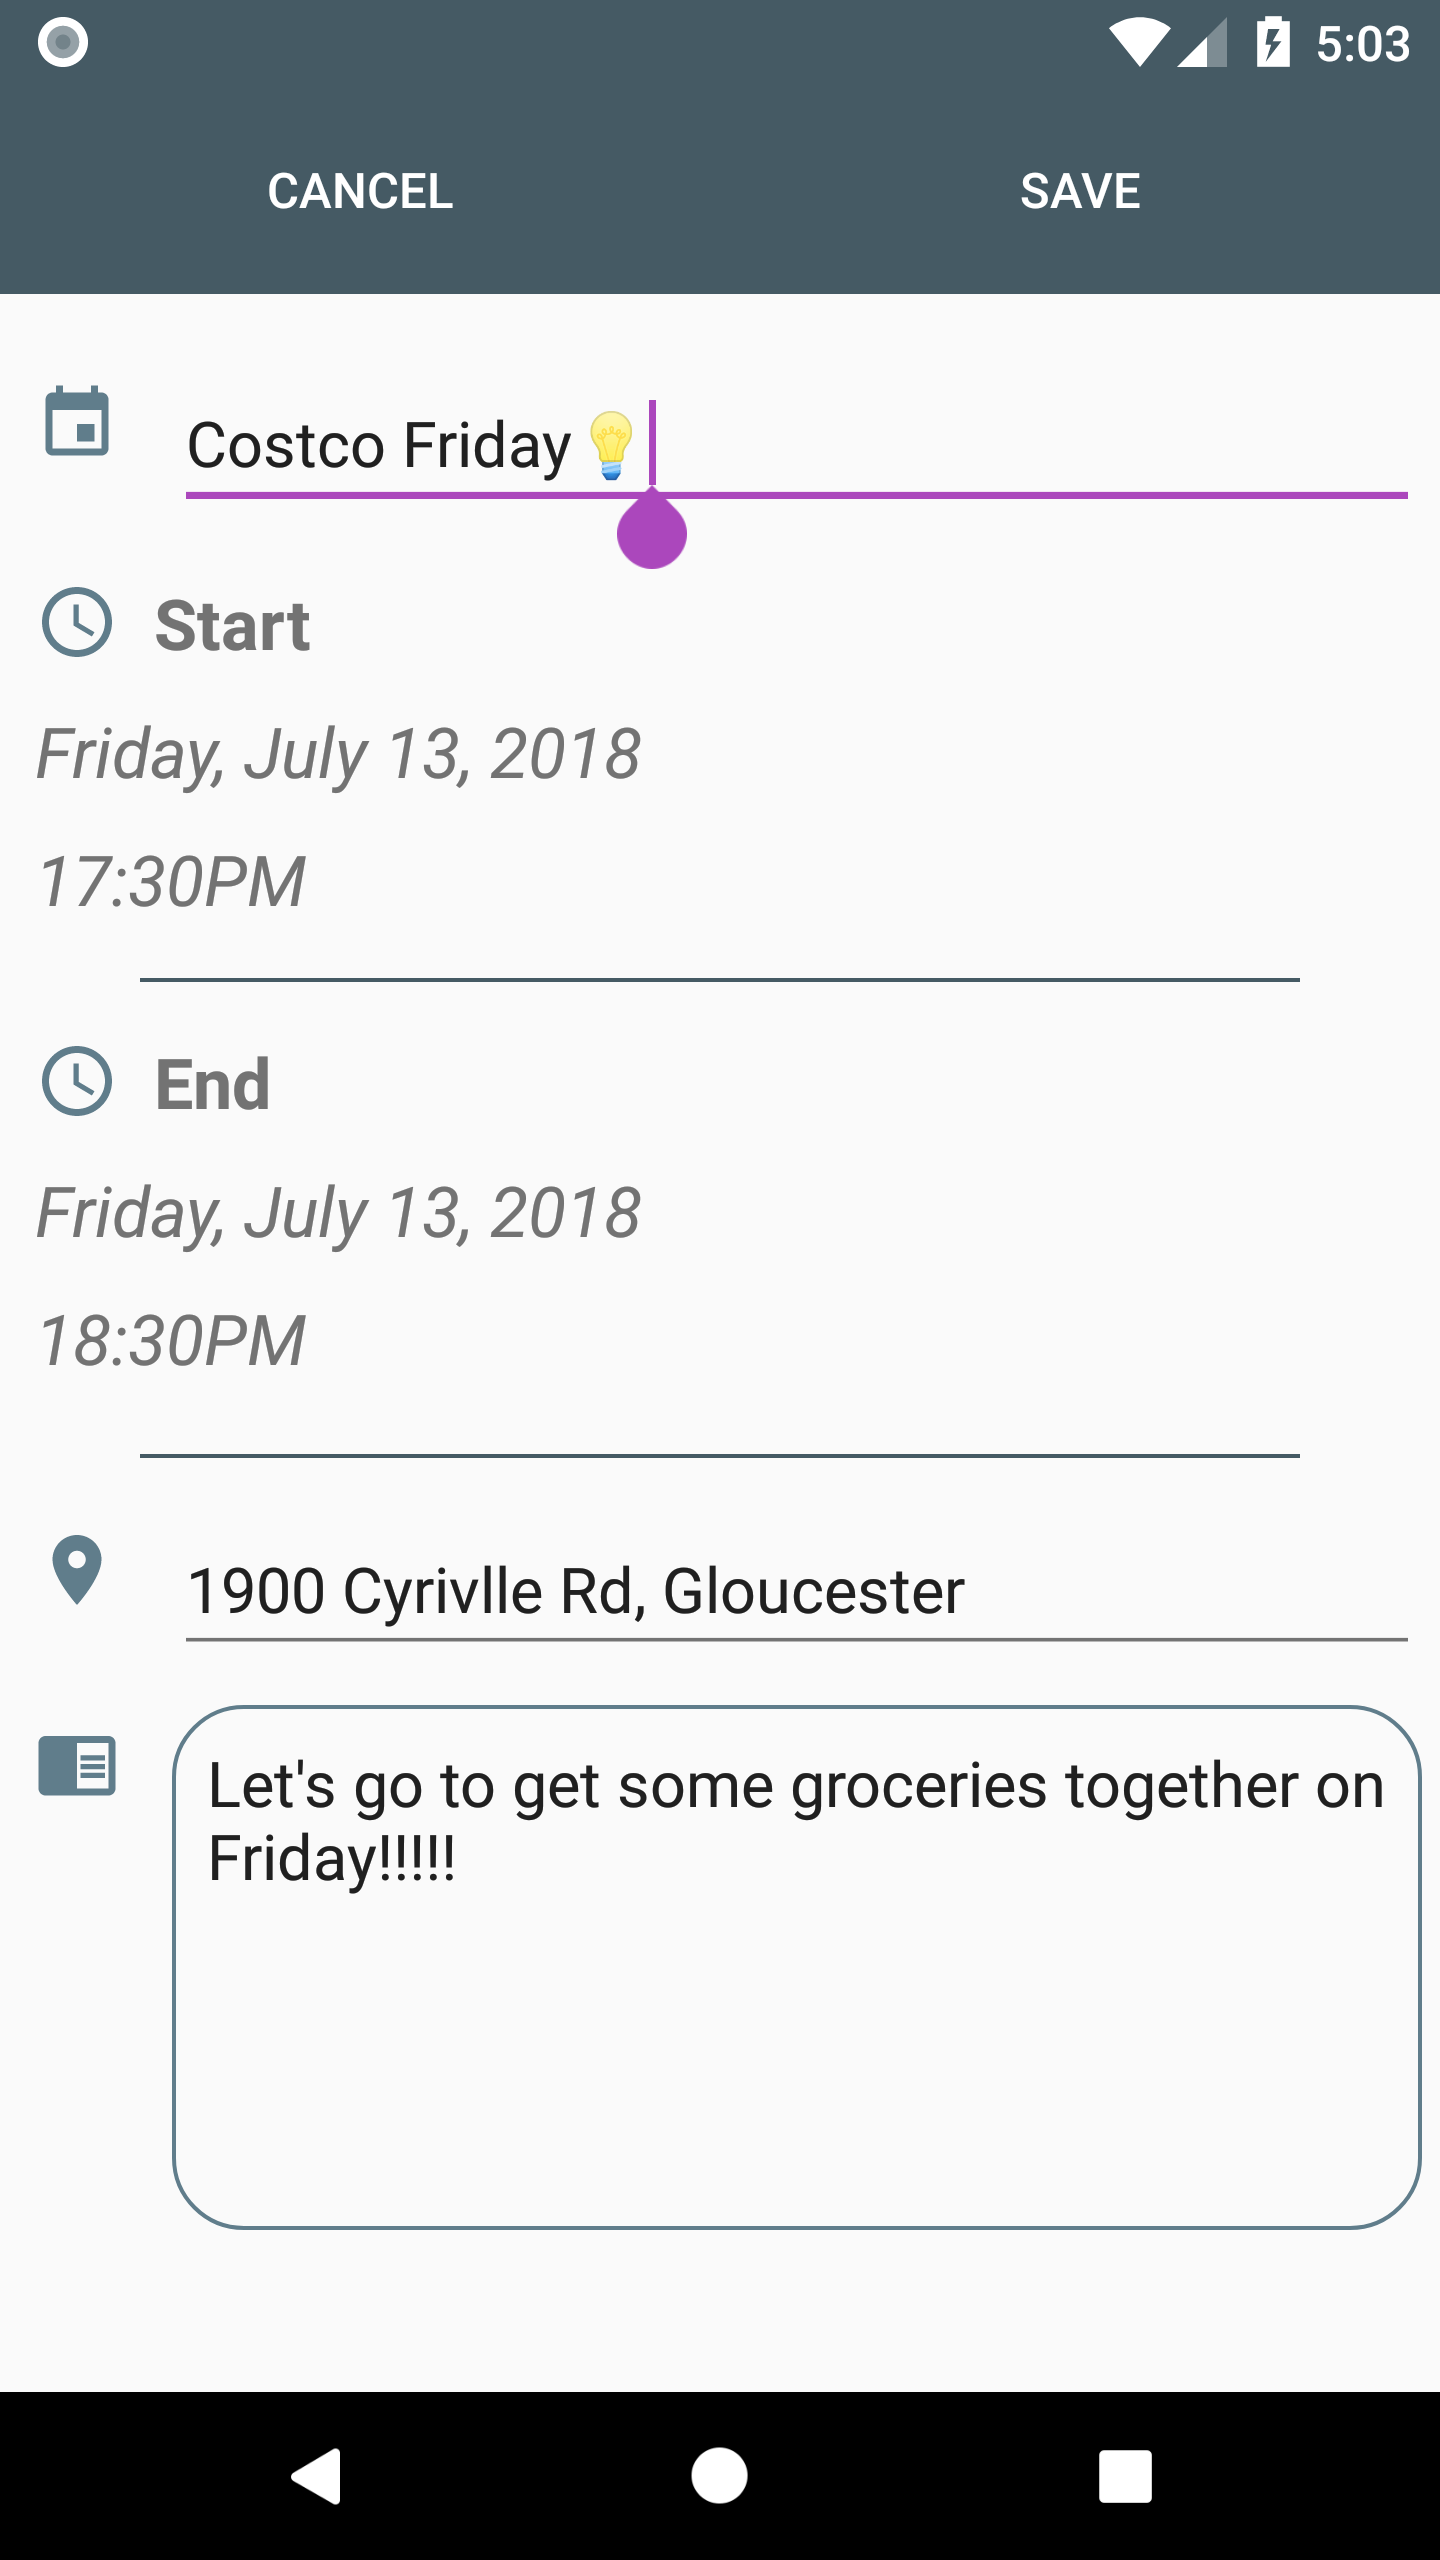 5:03
CANCEL
SAVE
Costco Friday💡
Start
Friday, July 13, 2018
17:30PM
End
Friday, July 13, 2018
18:30PM
1900 Cyrivlle Rd, Gloucester
Let's go to get some groceries together on
Friday!!!!!